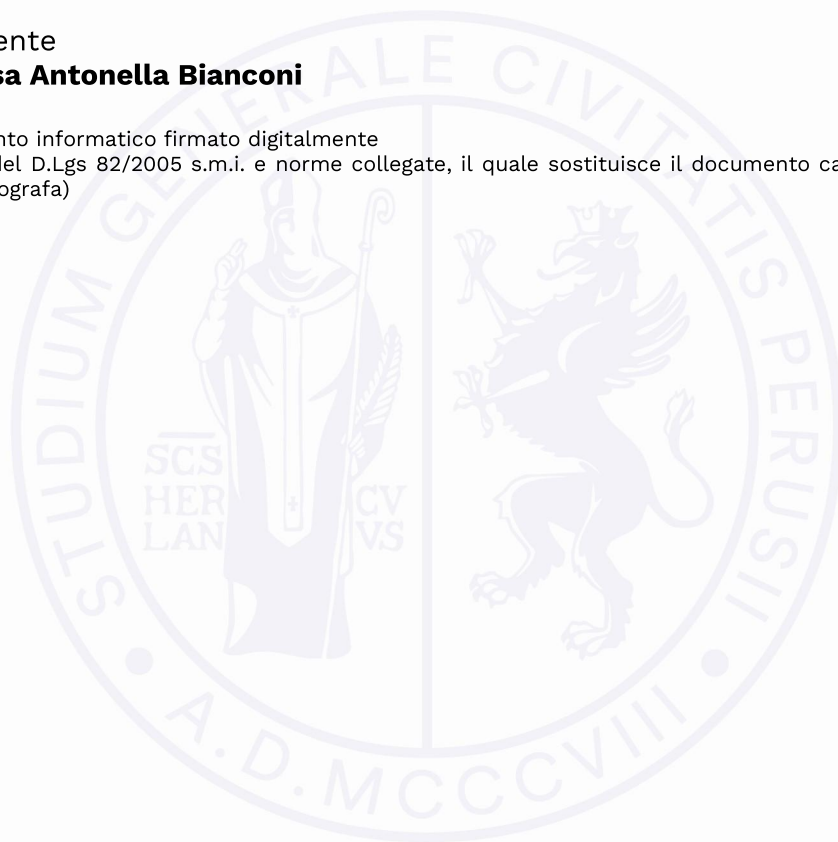 ente
sa Antonella Bianconi
nto informatico firmato digitalmente
del D.Lgs 82/2005 s.m.i. e norme collegate, il quale sostituisce il documento ca
ografa)
STUDIUM GENERALE CIVITATIS PERUSII
SCS
HER CV
LAN V.S
A.D. MCCCVIII